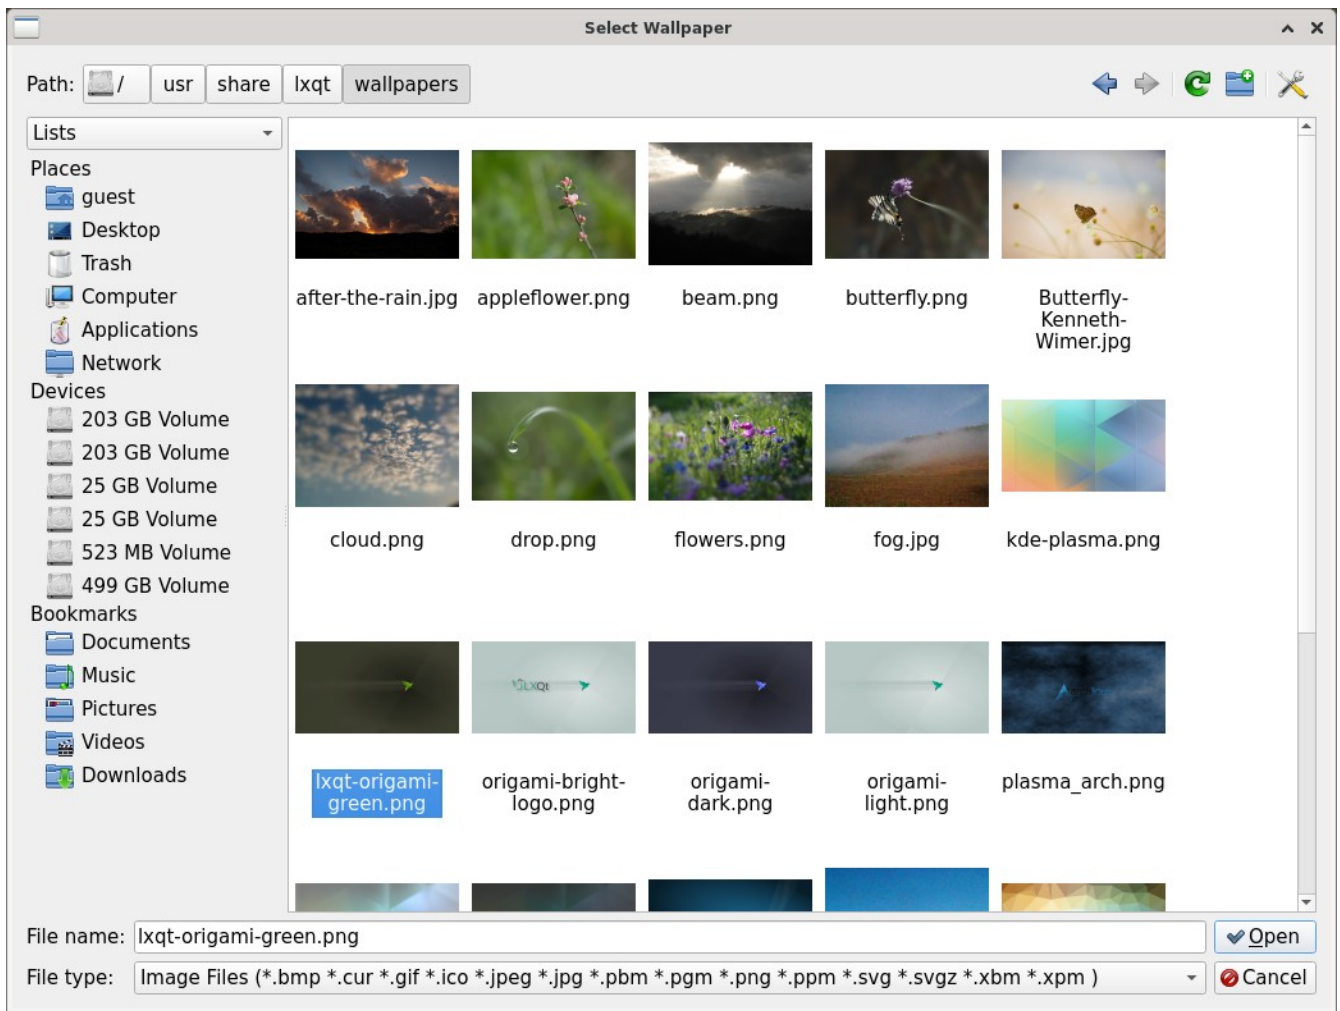 Select Wallpaper
Path: / usr share lxqt wallpapers
Lists
Places
guest
Desktop
Trash
Computer
Applications
Network
Devices
203 GB Volume
203 GB Volume
25 GB Volume
25 GB Volume
523 MB Volume
499 GB Volume
Bookmarks
Documents
Music
Pictures
Videos
Downloads
after-the-rain.jpg appleflower.png beam.png butterfly.png Butterfly-
Kenneth-
Wimer.jpg
cloud.png drop.png flowers.png fog.jpg kde-plasma.png
LXQt
lxqt-origami- origami-bright- origami- origami- plasma_arch.png
green.png logo.png dark.png light.png
File name: lxqt-origami-green.png Open
File type: Image Files (*.bmp *.cur *.gif *.ico *.jpeg *.jpg *.pbm *.pgm *.png *.ppm *.svg *.svgz *.xbm *.xpm ) Cancel